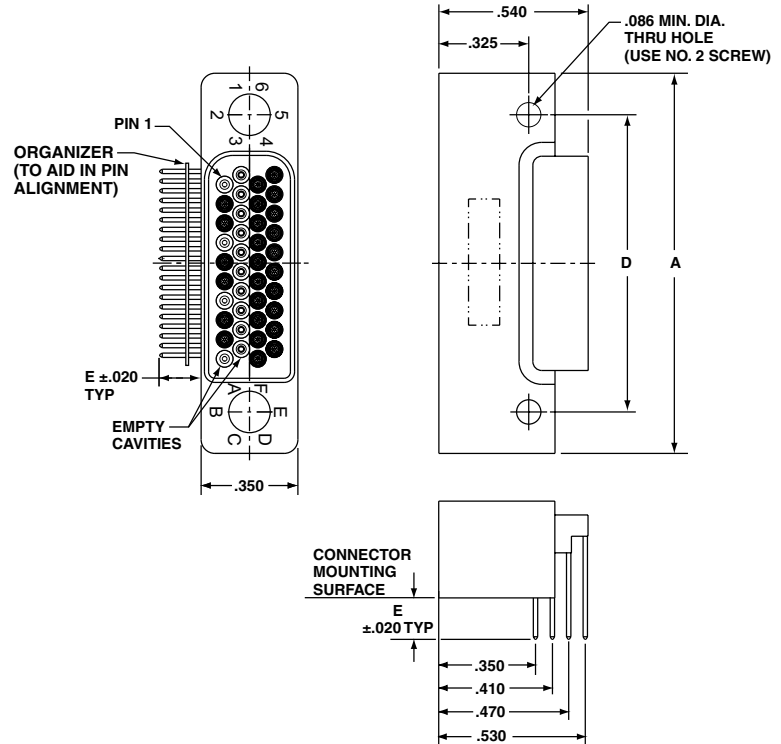 .540
.325
.086 MIN. DIA.
THRU HOLE
(USE NO. 2 SCREW)
1 6
2 5
3 4
PIN 1
ORGANIZER
(TO AID IN PIN
ALIGNMENT)
D
A
E ±.020
TYP
A F
B E
C D
EMPTY
CAVITIES
.350
CONNECTOR
MOUNTING
SURFACE
E
±.020 TYP
.350
.410
.470
.530